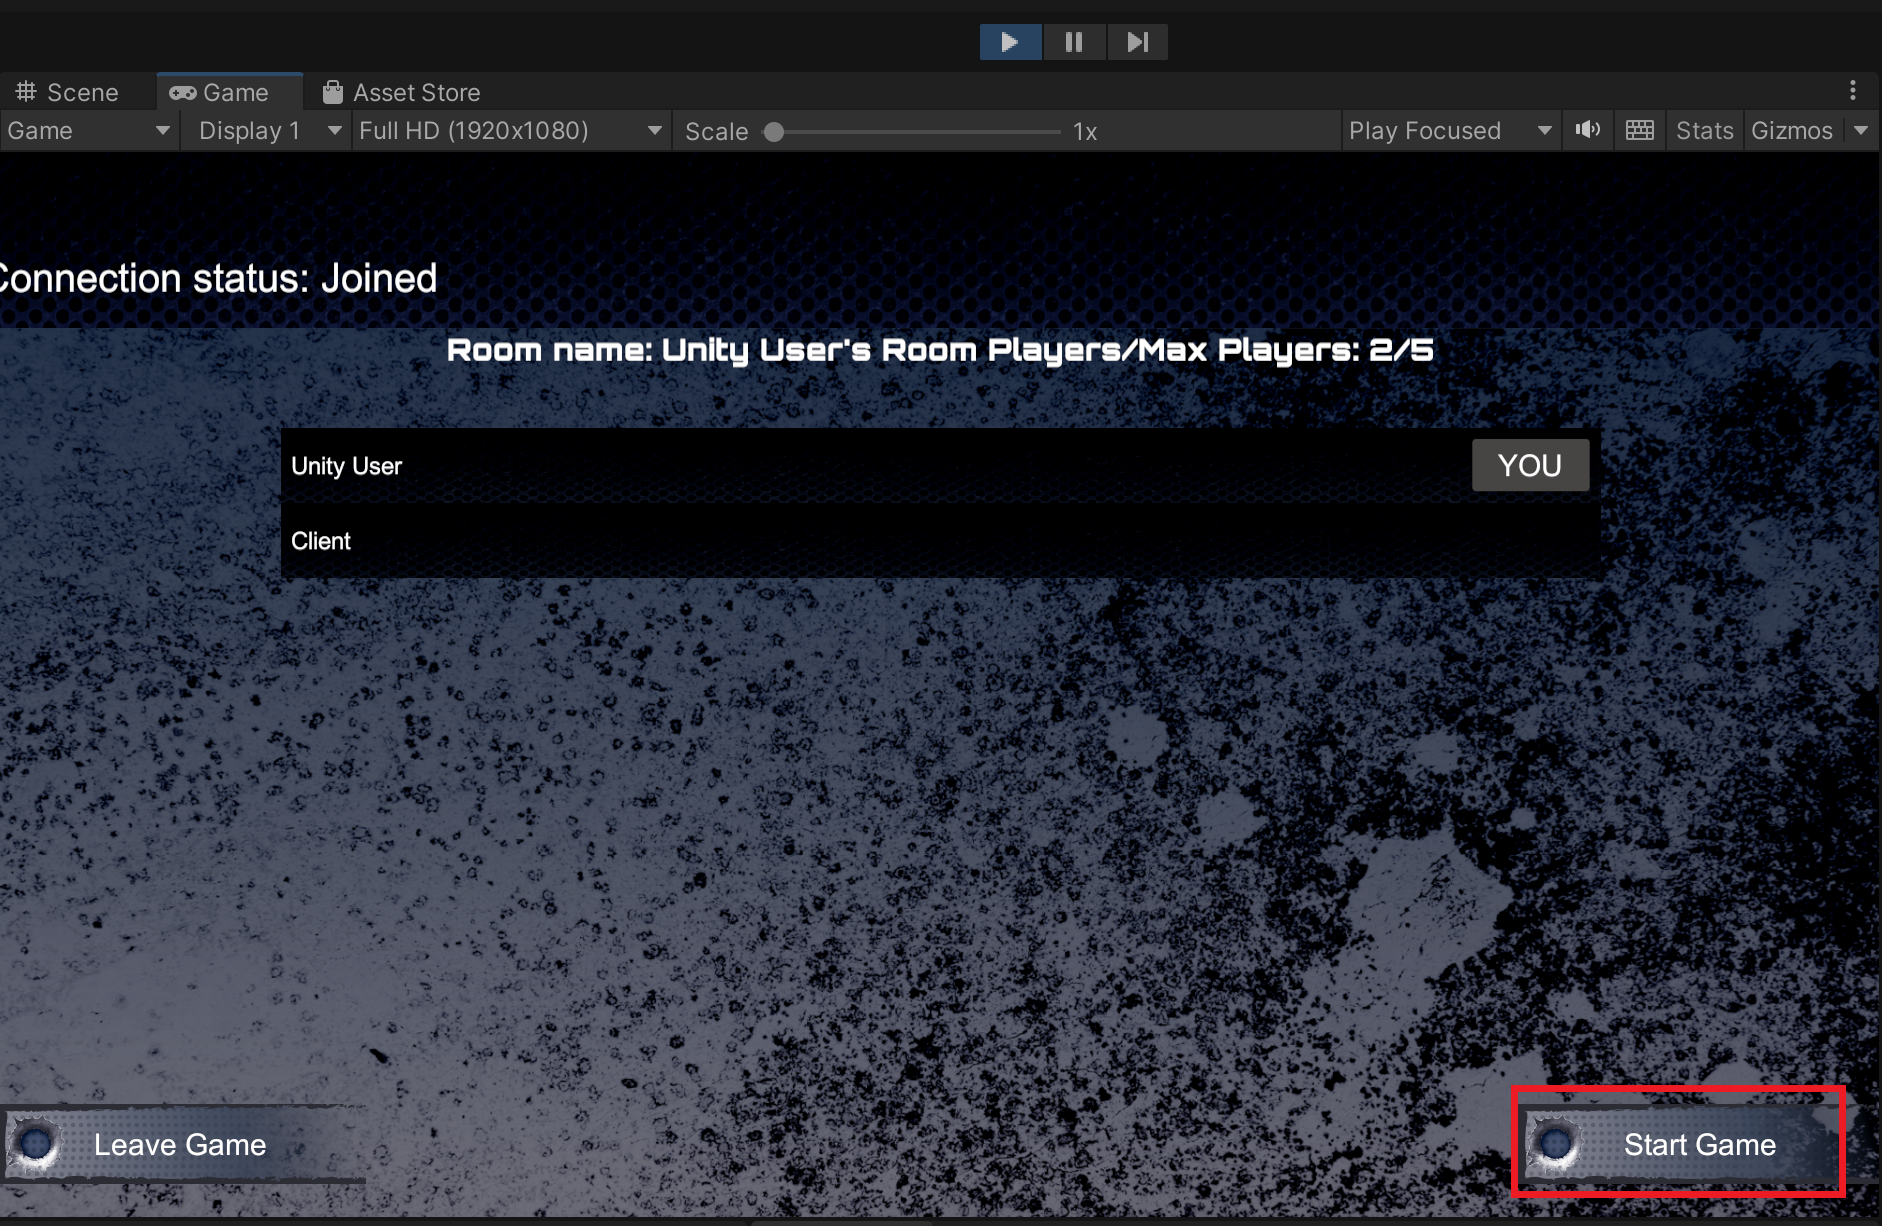 Scene Game Asset Store
Game Display 1 Full HD (1920x1080) Scale 1x Play Focused Stats Gizmos
Connection status: Joined
Room name: Unity User's Room Players/Max Players: 2/5
Unity User YOU
Client
Leave Game Start Game